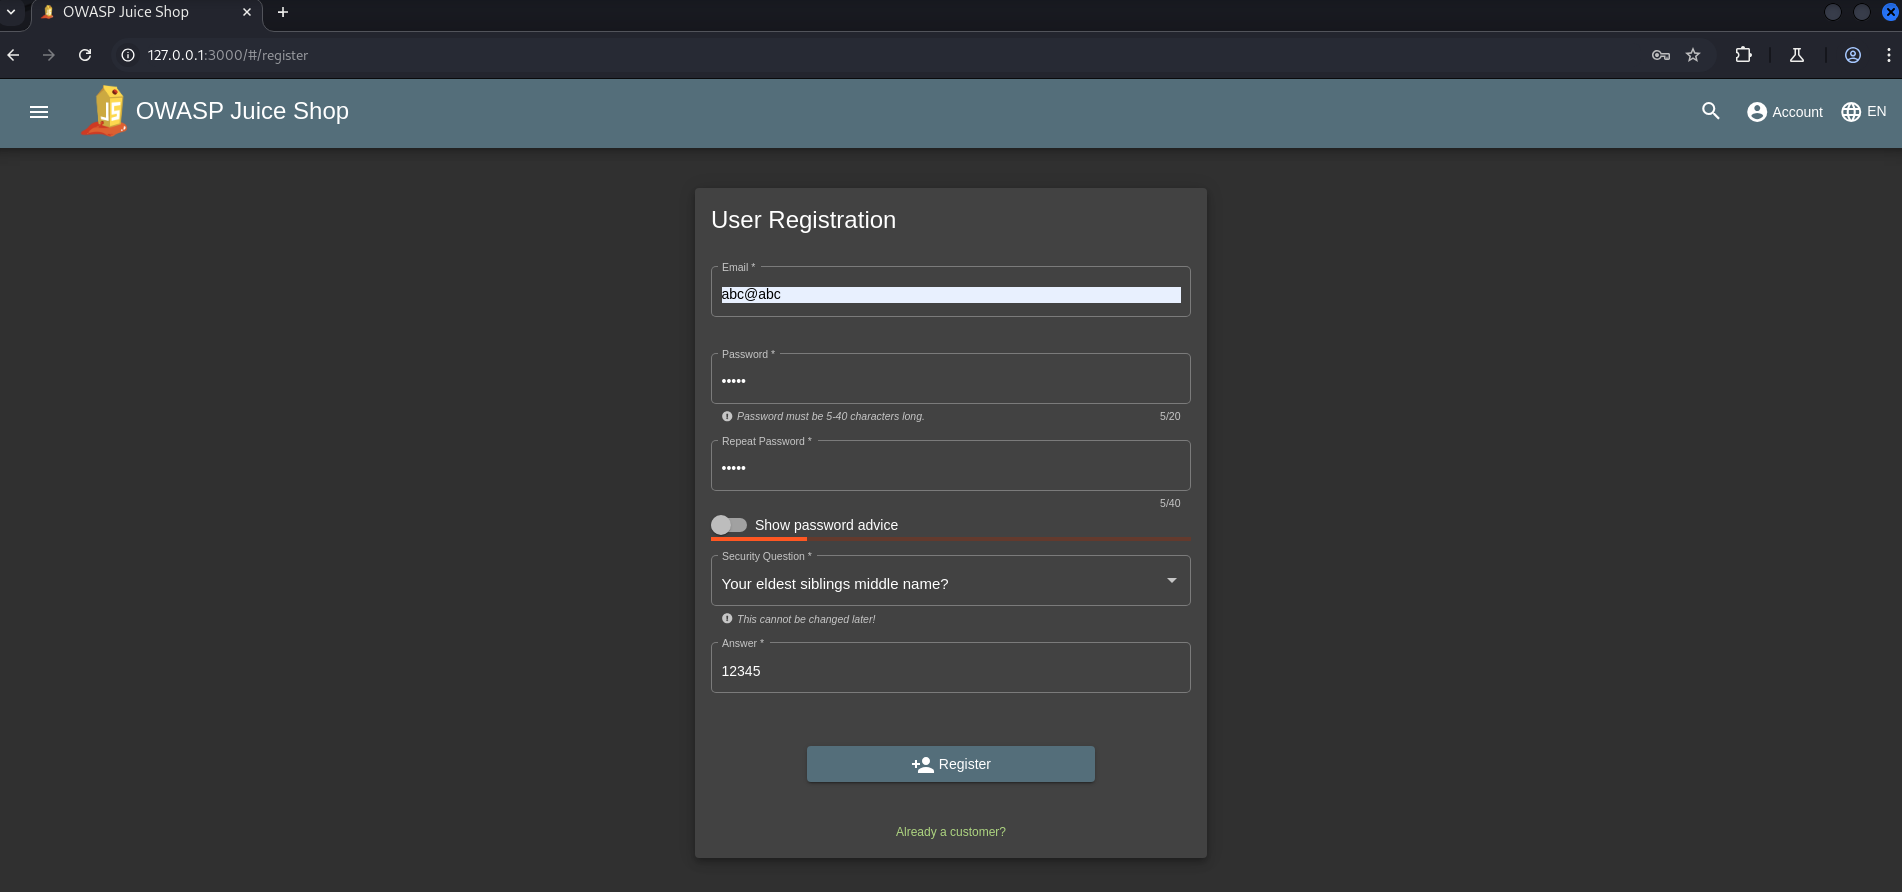 OWASP Juice Shop
127.0.0.1:3000/#/register
JS
OWASP Juice Shop
Account
EN
User Registration
Email *
abc@abc
Password *
•••••
Password must be 5-40 characters long.
5/20
Repeat Password *
•••••
5/40
Show password advice
Security Question *
Your eldest siblings middle name?
This cannot be changed later!
Answer *
12345
Register
Already a customer?